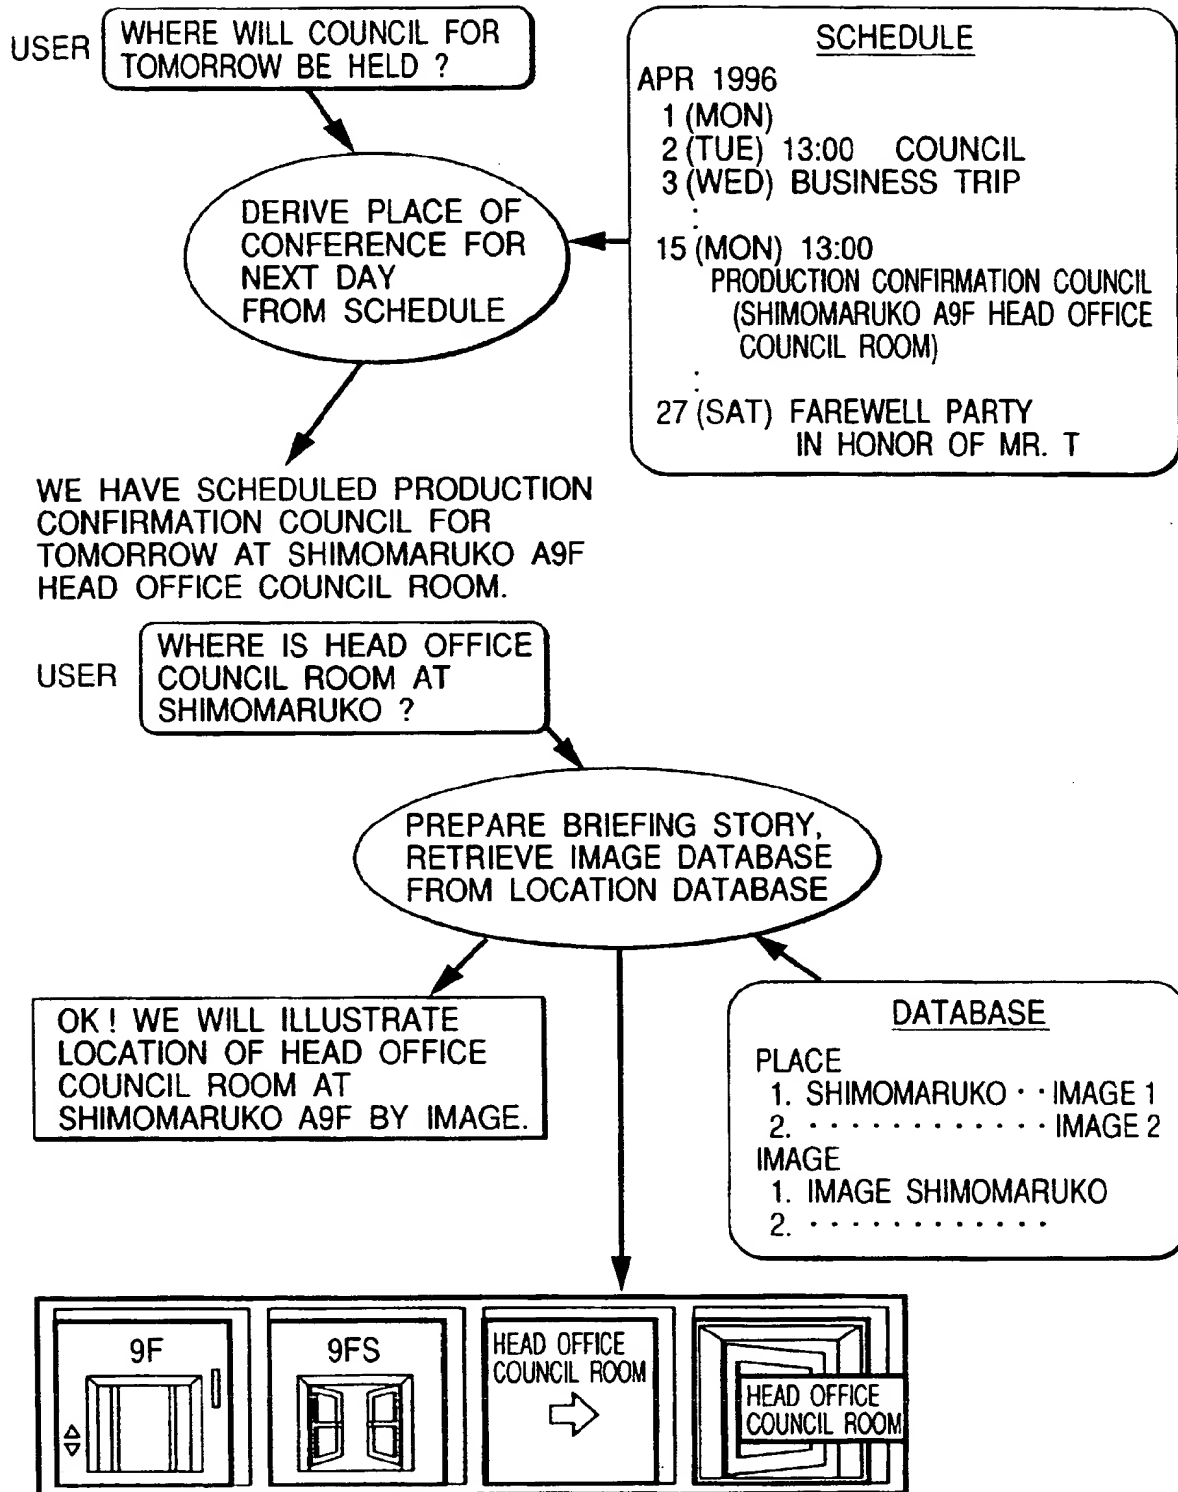 USER
WHERE WILL COUNCIL FOR
TOMORROW BE HELD ?
SCHEDULE
APR 1996
1 (MON)
2 (TUE) 13:00 COUNCIL
3 (WED) BUSINESS TRIP
:
15 (MON) 13:00
PRODUCTION CONFIRMATION COUNCIL
(SHIMOMARUKO A9F HEAD OFFICE
COUNCIL ROOM)
:
27 (SAT) FAREWELL PARTY
IN HONOR OF MR. T
DERIVE PLACE OF
CONFERENCE FOR
NEXT DAY
FROM SCHEDULE
WE HAVE SCHEDULED PRODUCTION
CONFIRMATION COUNCIL FOR
TOMORROW AT SHIMOMARUKO A9F
HEAD OFFICE COUNCIL ROOM.
USER
WHERE IS HEAD OFFICE
COUNCIL ROOM AT
SHIMOMARUKO ?
PREPARE BRIEFING STORY,
RETRIEVE IMAGE DATABASE
FROM LOCATION DATABASE
OK ! WE WILL ILLUSTRATE
LOCATION OF HEAD OFFICE
COUNCIL ROOM AT
SHIMOMARUKO A9F BY IMAGE.
DATABASE
PLACE
1. SHIMOMARUKO · · IMAGE 1
2. · · · · · · · · · · · · IMAGE 2
IMAGE
1. IMAGE SHIMOMARUKO
2. · · · · · · · · · · · ·
9F
9FS
HEAD OFFICE
COUNCIL ROOM
HEAD OFFICE
COUNCIL ROOM